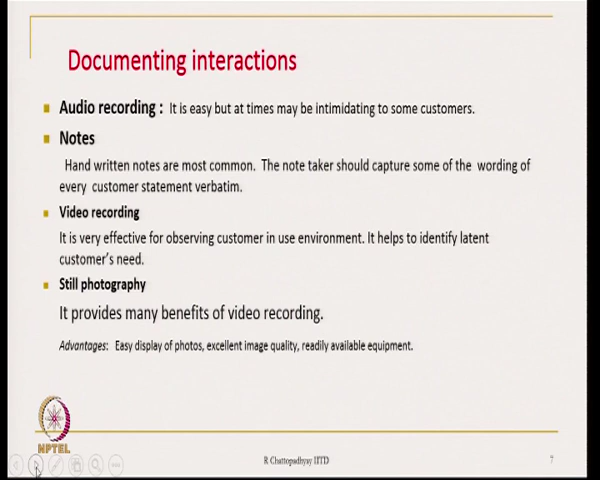 Documenting interactions
Audio recording : It is easy but at times may be intimidating to some customers.
Notes
Hand written notes are most common. The note taker should capture some of the wording of
every customer statement verbatim.
Video recording
It is very effective for observing customer in use environment. It helps to identify latent
customer's need.
Still photography
It provides many benefits of video recording.
Advantages: Easy display of photos, excellent image quality, readily available equipment.
NPTEL
R Chattopadhyay IITD
7